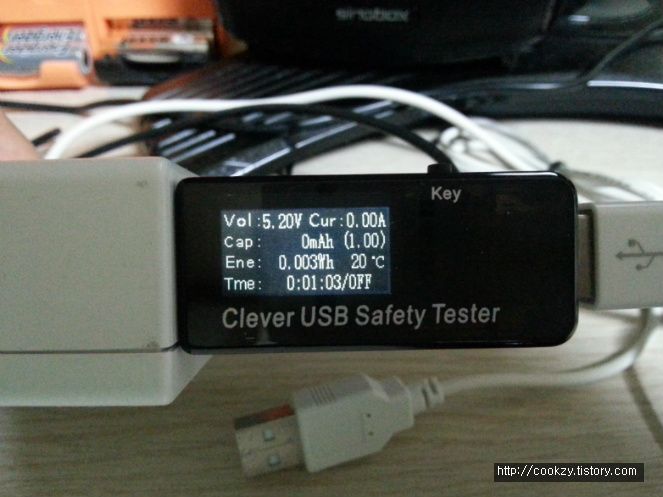 sinobox
Key
Vol:5.20V Cur:0.00A
Cap: 0mAh (1.00)
Ene: 0.003Wh 20℃
Tme: 0:01:03/OFF
Clever USB Safety Tester
http://cookzy.tistory.com